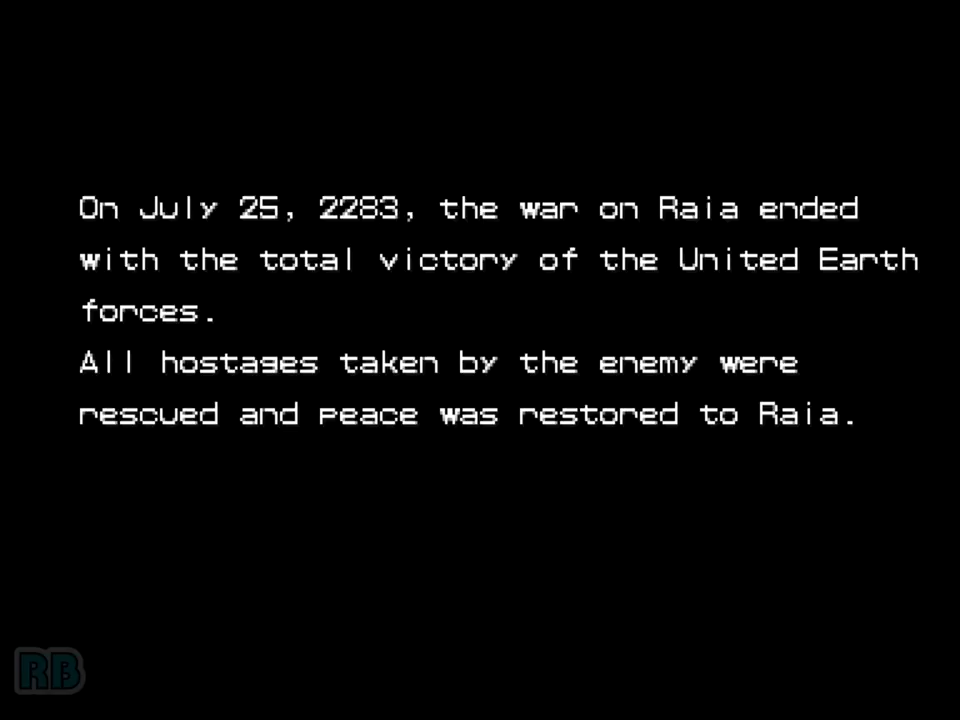 On July 25, 2283, the war on Raia ended
with the total victory of the United Earth
forces.
All hostages taken by the enemy were
rescued and peace was restored to Raia.
RB